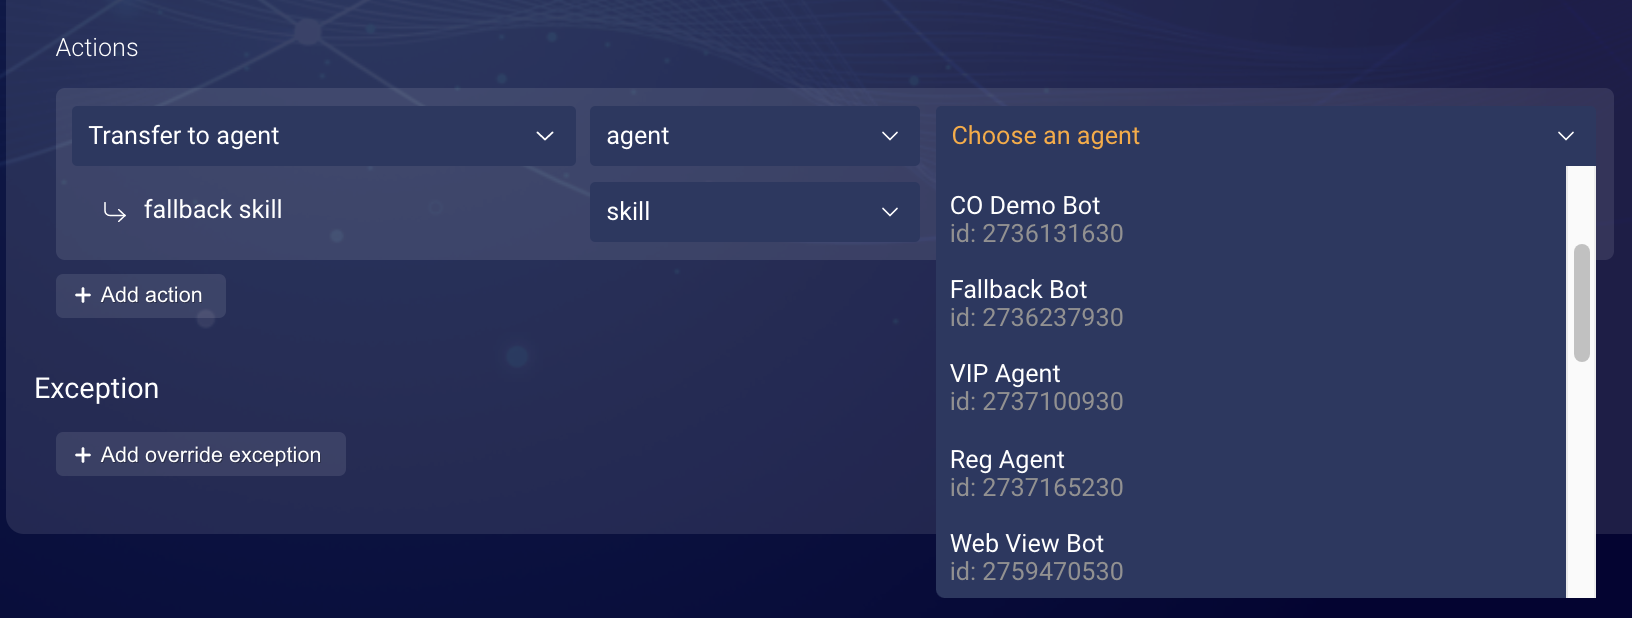 Actions
Transfer to agent
agent
Choose an agent
fallback skill
skill
CO Demo Bot
id: 2736131630
Fallback Bot
id: 2736237930
VIP Agent
id: 2737100930
Reg Agent
id: 2737165230
Web View Bot
id: 2759470530
+ Add action
Exception
+ Add override exception